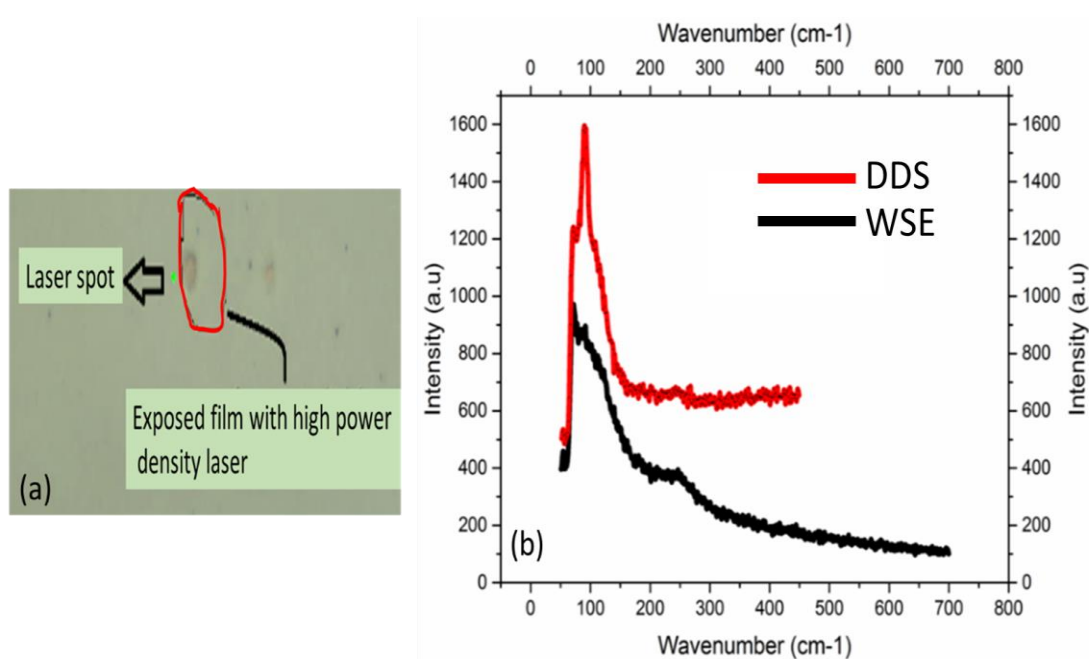 Laser spot
Exposed film with high power
density laser
(a)
Wavenumber (cm-1)
0 100 200 300 400 500 600 700 800
Intensity (a.u)
1600
1400
1200
1000
800
600
400
200
0
DDS
WSE
(b)
1600
1400
1200
1000
800
600
400
200
0
Intensity (a.u)
0 100 200 300 400 500 600 700 800
Wavenumber (cm-1)